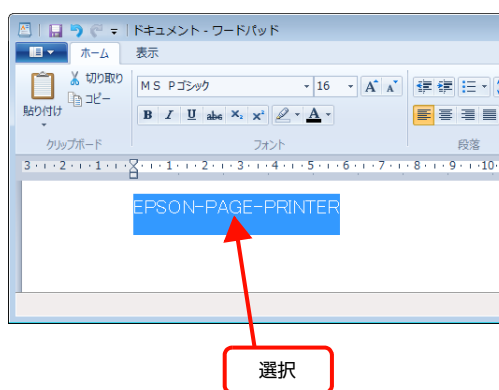 ドキュメント - ワードパッド
ホーム 表示
貼り付け
切り取り
コピー
クリップボード
MS Pゴシック 16 A A
B I U abc X₂ x² A
フォント
段落
3 2 1 1 2 3 4 5 6 7 8 9 10
EPSON-PAGE-PRINTER
選択